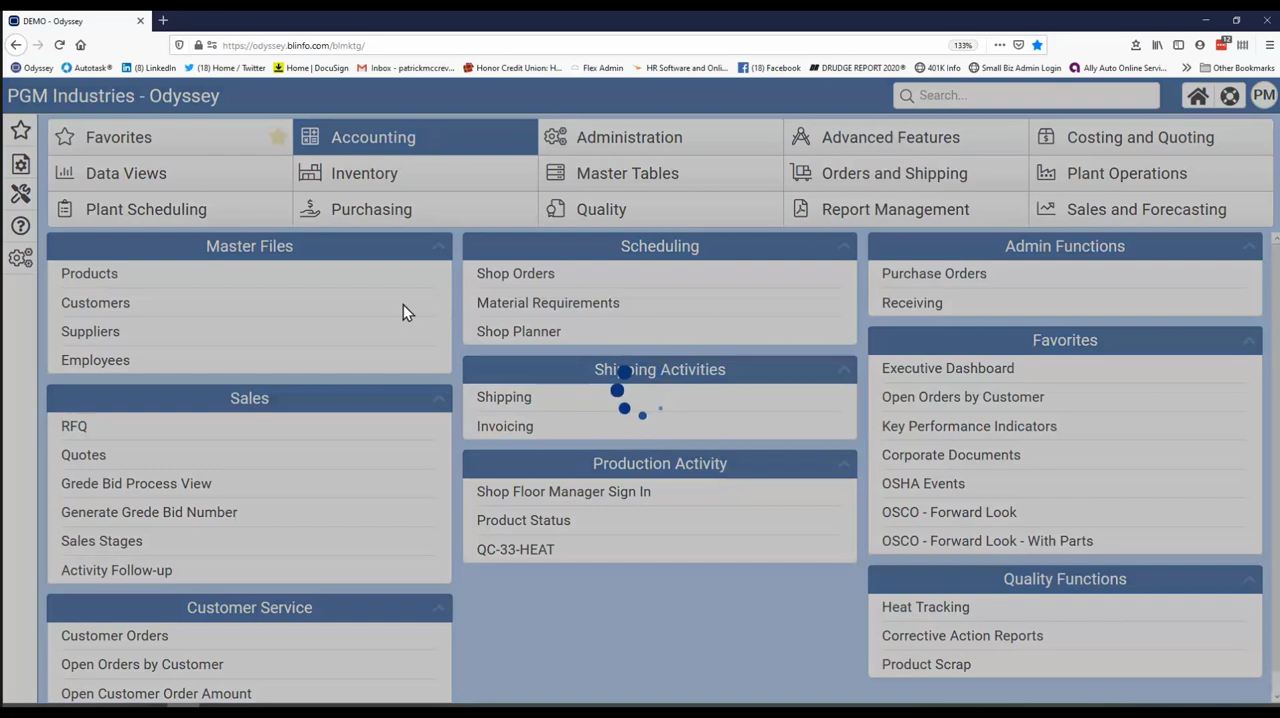 DEMO - Odyssey
https://odyssey.blinfo.com/blmktg/
133%
12
Odyssey
Autotask®
(8) LinkedIn
(18) Home / Twitter
Home | DocuSign
Inbox - patrickmccrev...
Honor Credit Union: H...
Flex Admin
HR Software and Onli...
(18) Facebook
DRUDGE REPORT 2020®
401K Info
Small Biz Admin Login
Ally Auto Online Servi...
Other Bookmarks
PGM Industries - Odyssey
Search...
PM
Favorites
Accounting
Administration
Advanced Features
Costing and Quoting
Data Views
Inventory
Master Tables
Orders and Shipping
Plant Operations
Plant Scheduling
Purchasing
Quality
Report Management
Sales and Forecasting
Master Files
Products
Customers
Suppliers
Employees
Sales
RFQ
Quotes
Grede Bid Process View
Generate Grede Bid Number
Sales Stages
Activity Follow-up
Customer Service
Customer Orders
Open Orders by Customer
Open Customer Order Amount
Scheduling
Shop Orders
Material Requirements
Shop Planner
Shipping Activities
Shipping
Invoicing
Production Activity
Shop Floor Manager Sign In
Product Status
QC-33-HEAT
Admin Functions
Purchase Orders
Receiving
Favorites
Executive Dashboard
Open Orders by Customer
Key Performance Indicators
Corporate Documents
OSHA Events
OSCO - Forward Look
OSCO - Forward Look - With Parts
Quality Functions
Heat Tracking
Corrective Action Reports
Product Scrap